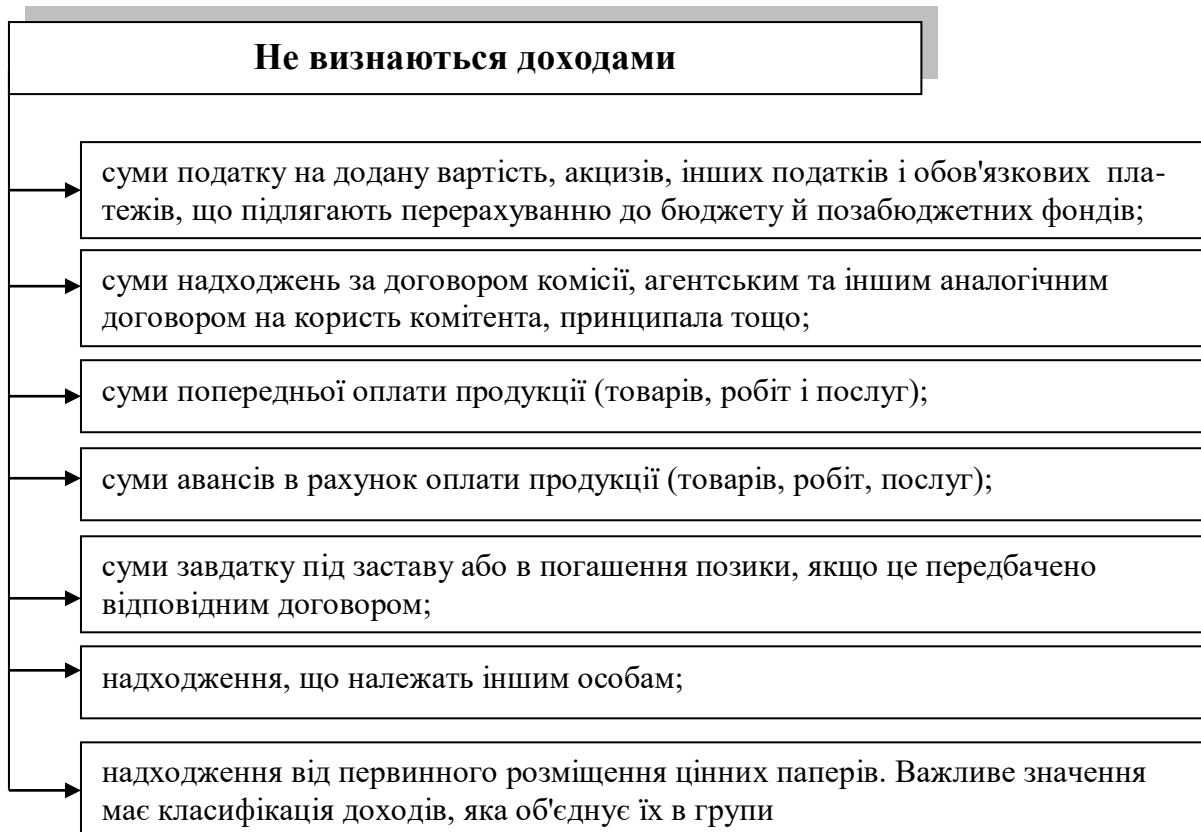 Не визнаються доходами
суми податку на додану вартість, акцизів, інших податків і обов'язкових пла-
тежів, що підлягають перерахуванню до бюджету й позабюджетних фондів;
суми надходжень за договором комісії, агентським та іншим аналогічним
договором на користь комітента, принципала тощо;
суми попередньої оплати продукції (товарів, робіт і послуг);
суми авансів в рахунок оплати продукції (товарів, робіт, послуг);
суми завдатку під заставу або в погашення позики, якщо це передбачено
відповідним договором;
надходження, що належать іншим особам;
надходження від первинного розміщення цінних паперів. Важливе значення
має класифікація доходів, яка об'єднує їх в групи